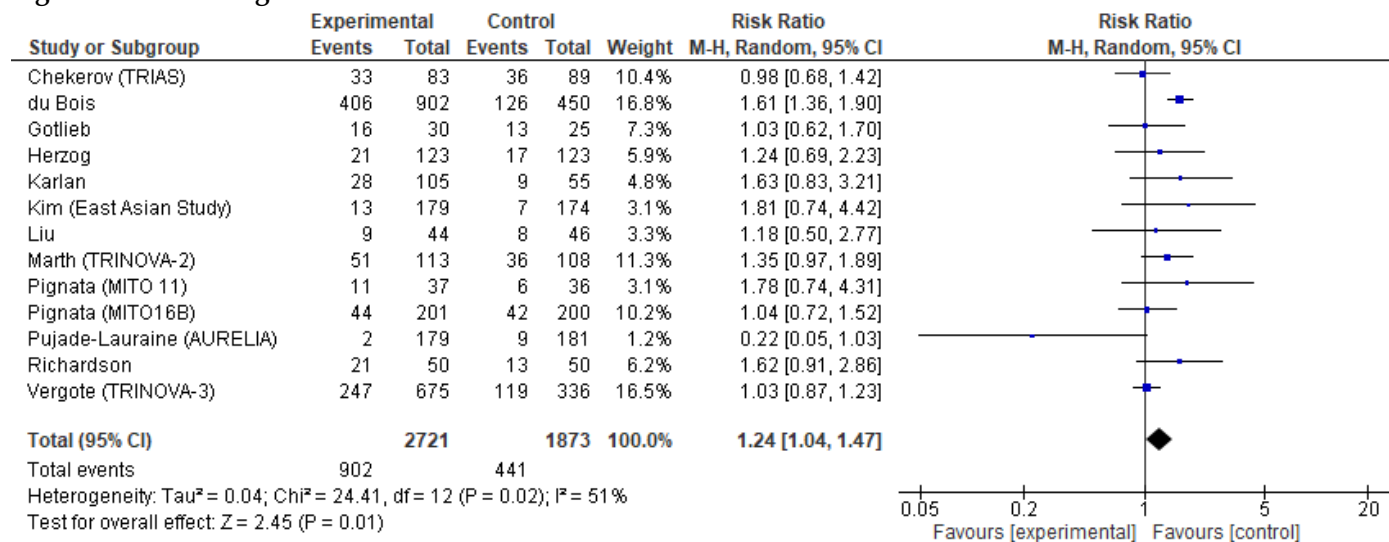 Experimental Control Risk Ratio Risk Ratio
Study or Subgroup Events Total Events Total Weight M-H, Random, 95% CI M-H, Random, 95% CI
Chekerov (TRIAS) 33 83 36 89 10.4% 0.98 [0.68, 1.42]
du Bois 406 902 126 450 16.8% 1.61 [1.36, 1.90]
Gotlieb 16 30 13 25 7.3% 1.03 [0.62, 1.70]
Herzog 21 123 17 123 5.9% 1.24 [0.69, 2.23]
Karlan 28 105 9 55 4.8% 1.63 [0.83, 3.21]
Kim (East Asian Study) 13 179 7 174 3.1% 1.81 [0.74, 4.42]
Liu 9 44 8 46 3.3% 1.18 [0.50, 2.77]
Marth (TRINOVA-2) 51 113 36 108 11.3% 1.35 [0.97, 1.89]
Pignata (MITO 11) 11 37 6 36 3.1% 1.78 [0.74, 4.31]
Pignata (MITO16B) 44 201 42 200 10.2% 1.04 [0.72, 1.52]
Pujade-Lauraine (AURELIA) 2 179 9 181 1.2% 0.22 [0.05, 1.03]
Richardson 21 50 13 50 6.2% 1.62 [0.91, 2.86]
Vergote (TRINOVA-3) 247 675 119 336 16.5% 1.03 [0.87, 1.23]
Total (95% CI) 2721 1873 100.0% 1.24 [1.04, 1.47]
Total events 902 441
Heterogeneity: Tau² = 0.04; Chi² = 24.41, df = 12 (P = 0.02); I² = 51%
Test for overall effect: Z = 2.45 (P = 0.01)
0.05 0.2 1 5 20
Favours [experimental] Favours [control]